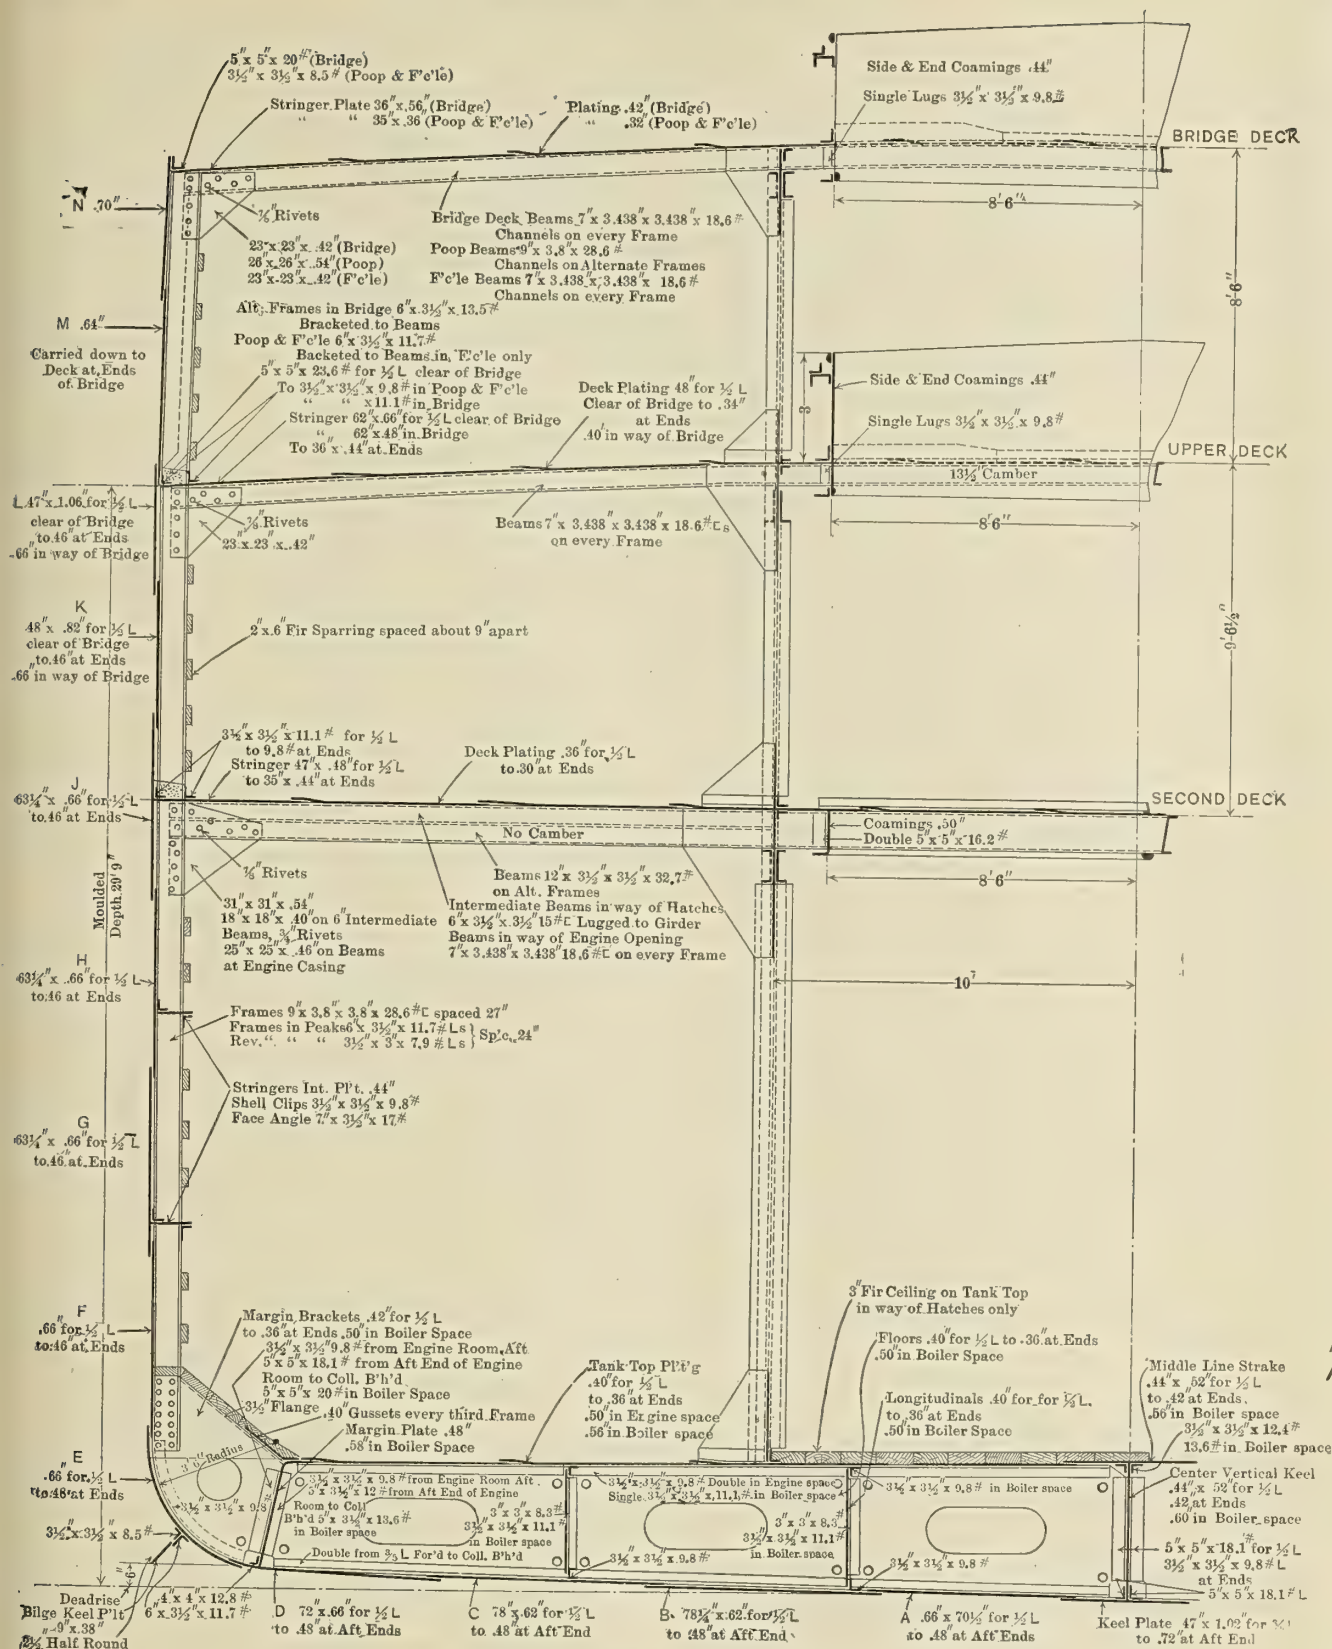 5" x 5" x 20# (Bridge)
3½" x 3½" x 8.5# (Poop & F'c'le)
Stringer Plate 36" x .56" (Bridge)
" " 35" x .36 (Poop & F'c'le)
Plating .42" (Bridge)
" .32" (Poop & F'c'le)
Side & End Coamings .44"
Single Lugs 3½" x 3½" x 9.8#
BRIDGE DECK
8'6"
N .70"
⅞" Rivets
23" x 23" x .42" (Bridge)
26" x 26" x .54" (Poop)
23" x 23" x .42" (F'c'le)
Bridge Deck Beams 7" x 3.438" x 3.438" x 18.6#
Channels on every Frame
Poop Beams 9" x 3.8" x 28.6#
Channels on Alternate Frames
F'c'le Beams 7" x 3.438" x 3.438" x 18.6#
Channels on every Frame
8'6"
M .64"
Carried down to
Deck at Ends
of Bridge
Alt. Frames in Bridge 6" x 3½" x 13.5#
Bracketed to Beams
Poop & F'c'le 6" x 3½" x 11.7#
Backeted to Beams in F'c'le only
5" x 5" x 23.6# for ½ L clear of Bridge
To 3½" x 3½" x 9.8# in Poop & F'c'le
" " x 11.1# in Bridge
Stringer 62" x .66" for ½ L clear of Bridge
" 62" x .48" in Bridge
To 36" x .44" at Ends
Deck Plating 48" for ½ L
Clear of Bridge to .34"
at Ends
.40 in way of Bridge
3
Side & End Coamings .44"
Single Lugs 3½" x 3½" x 9.8#
UPPER DECK
13½" Camber
8'6"
L 47" x 1.06" for ½ L
clear of Bridge
to .46" at Ends
.66 in way of Bridge
⅞" Rivets
23" x 23" x .42"
Beams 7" x 3.438" x 3.438" x 18.6# ⊏s
on every Frame
K
48" x .82" for ½ L
clear of Bridge
to .46" at Ends
.66 in way of Bridge
2" x 6" Fir Sparring spaced about 9" apart
9'6½"
3½" x 3½" x 11.1# for ½ L
to 9.8# at Ends
Stringer 47" x .48" for ½ L
to 35" x .44" at Ends
Deck Plating .36" for ½ L
to .30" at Ends
SECOND DECK
J
63¼" x .66" for ½ L
to .46" at Ends
No Camber
Coamings .50"
Double 5" x 5" x 16.2#
8'6"
⅞" Rivets
Beams 12" x 3½" x 3½" x 32.7#
on Alt. Frames
31" x 31" x .54"
18" x 18" x .40" on 6" Intermediate
Beams, ¾" Rivets
25" x 25" x .46" on Beams
at Engine Casing
Intermediate Beams in way of Hatches
6" x 3½" x 3½" 15# ⊏ Lugged to Girder
Beams in way of Engine Opening
7" x 3.438" x 3.438" 18.6# ⊏ on every Frame
Moulded
Depth 29'9"
H
63¼" x .66" for ½ L
to .46 at Ends
10'
Frames 9" x 3.8" x 3.8" x 28.6# ⊏ spaced 27"
Frames in Peaks 6" x 3½" x 11.7# Ls
Rev. " " 3½" x 3" x 7.9# Ls
Sp'c. 24"
Stringers Int. Pl't. .44"
Shell Clips 3½" x 3½" x 9.8#
Face Angle 7" x 3½" x 17#
G
63¼" x .66" for ½ L
to .46" at Ends
F
.66" for ½ L
to .46" at Ends
Margin Brackets .42" for ½ L
to .36" at Ends .50" in Boiler Space
3½" x 3½" 9.8# from Engine Room Aft
5" x 5" x 18.1# from Aft End of Engine
Room to Coll. B'h'd
5" x 5" x 20# in Boiler Space
3½" Flange
.40" Gussets every third Frame
Margin Plate .48"
.58" in Boiler Space
Tank Top Pl't'g
.40" for ½ L
to .36" at Ends
.50" in Engine space
.56" in Boiler space
3" Fir Ceiling on Tank Top
in way of Hatches only
Floors .40" for ½ L to .36" at Ends
.50" in Boiler Space
Longitudinals .40" for for ½ L.
to .36" at Ends
.50" in Boiler Space
Middle Line Strake
.44" x 52" for ½ L
to .42" at Ends.
.56" in Boiler space
3½" x 3½" x 12.4#
13.6# in Boiler space
Center Vertical Keel
.44" x 52" for ½ L
.42" at Ends
.60 in Boiler space
5" x 5" x 18.1# for ½ L
3½" x 3½" x 9.8# L
at Ends
5" x 5" x 18.1# L
E
.66 for ½ L
to .48" at Ends
3'6" Radius
3½" x 3½" x 9.8#
3½" x 3½" x 9.8# from Engine Room Aft.
5" x 3½" x 12# from Aft End of Engine
Room to Coll
B'h'd 5" x 3½" x 13.6#
in Boiler space
Double from ⅗ L For'd to Coll. B'h'd
3" x 3" x 8.3#
3½" x 3½" x 11.1#
in Boiler space
3½" x 3½" x 9.8# Double in Engine space
Single 3½" x 3½" x 11.1# in Boiler space
3" x 3" x 8.3#
3½" x 3½" x 11.1#
in Boiler space
3½" x 3½" x 9.8#
3½" x 3½" x 9.8# in Boiler space
3½" x 3½" x 9.8#
3½" x 3½" x 8.5#
6"
Deadrise
Bilge Keel P'lt
9" x .38"
2½" Half Round
4" x 4" x 12.8#
6" x 3½" x 11.7#
D 72" x .66" for ½ L
to .48" at Aft Ends
C 78" x .62" for ½ L
to .48" at Aft End
B 78¼" x .62" for ½ L
to .48" at Aft End
A .66" x 70½" for ½ L
to .48" at Aft Ends
Keel Plate 47" x 1.02" for
to .72" at Aft End